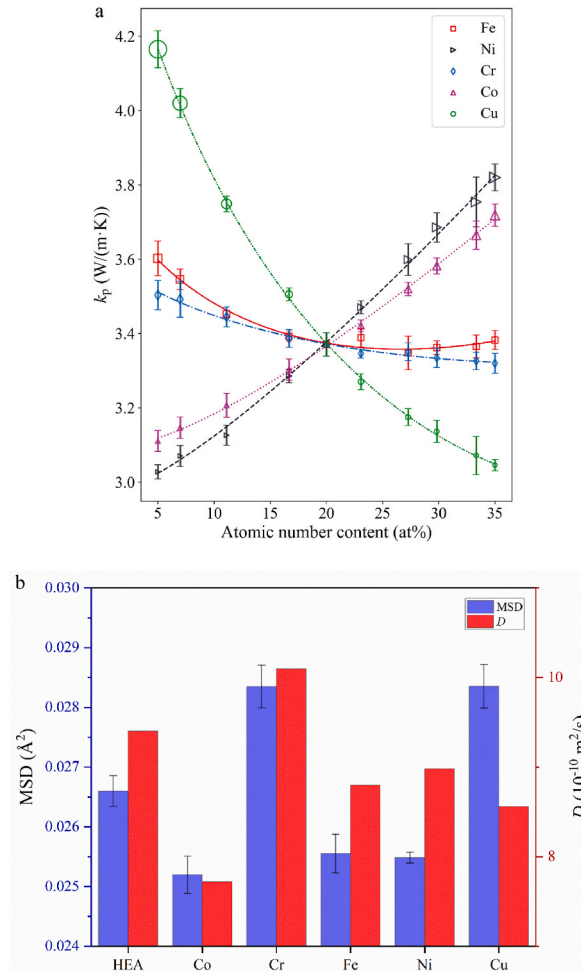 a
4.2
4.0
3.8
3.6
3.4
3.2
3.0
kp (W/(m·K)
Fe
Ni
Cr
Co
Cu
5 10 15 20 25 30 35
Atomic number content (at%)
b
0.030
0.029
0.028
0.027
0.026
0.025
0.024
MSD (Å²)
MSD
D
10
8
D (10⁻¹⁰ m²/s)
HEA Co Cr Fe Ni Cu